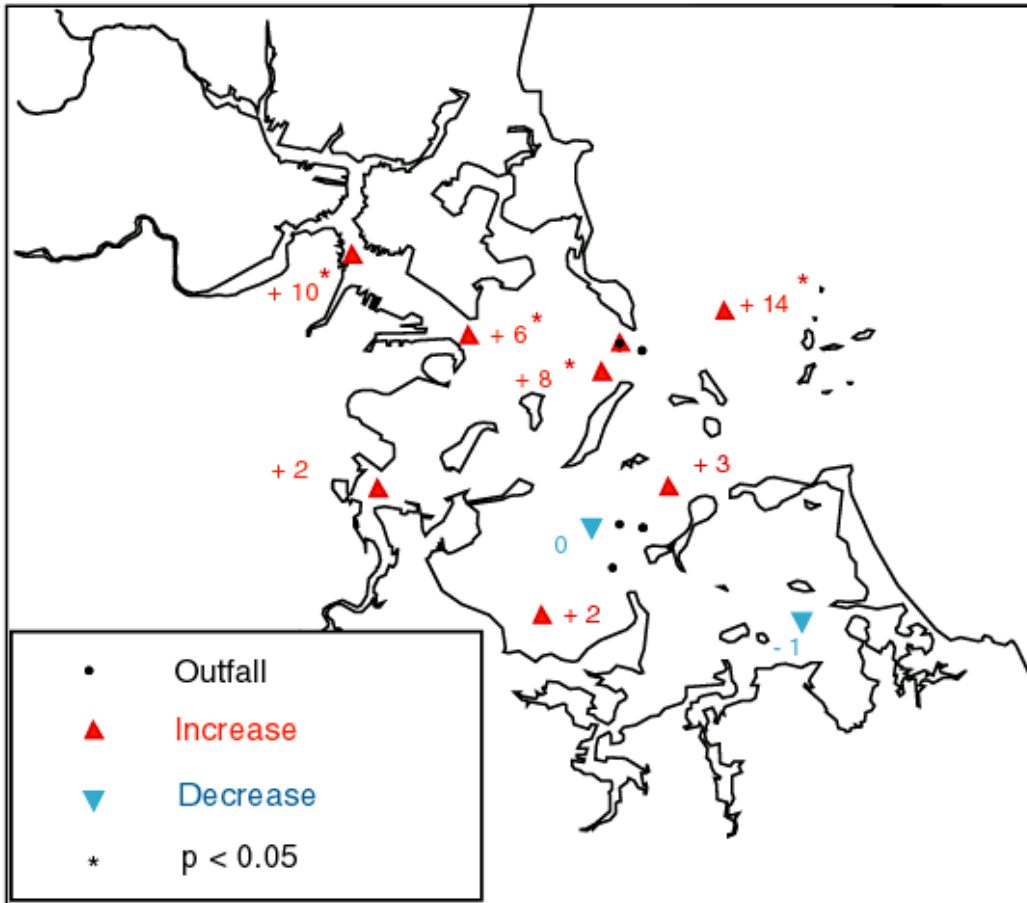 + 10 *
+ 6 *
+ 14 *
+ 8 *
+ 2
+ 3
0
+ 2
- 1
Outfall
Increase
Decrease
* p < 0.05